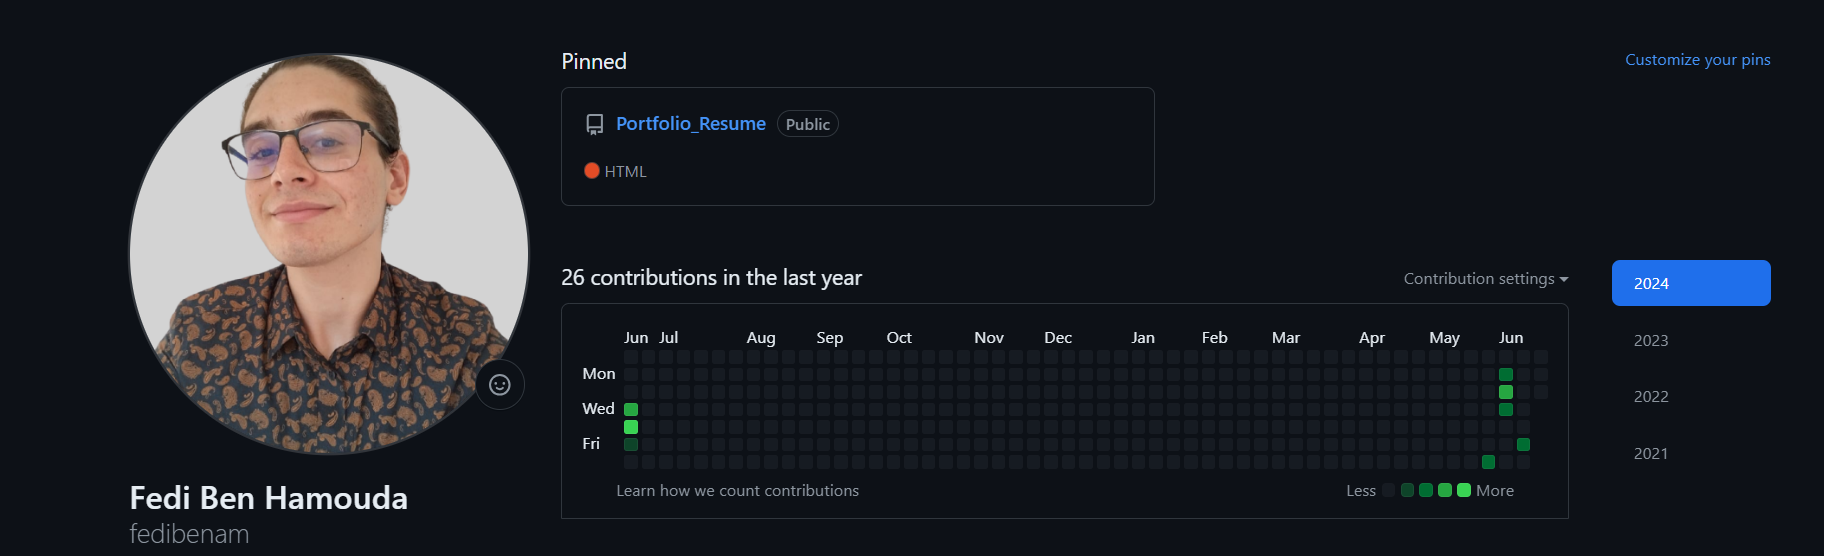 Pinned
Customize your pins
Portfolio_Resume Public
HTML
26 contributions in the last year
Contribution settings
Jun Jul Aug Sep Oct Nov Dec Jan Feb Mar Apr May Jun
Mon
Wed
Fri
Learn how we count contributions
Less More
2024
2023
2022
2021
Fedi Ben Hamouda
fedibenam